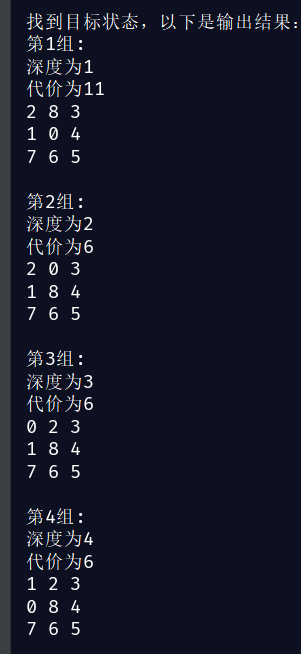 找到目标状态，以下是输出结果：
第1组：
深度为1
代价为11
2 8 3
1 0 4
7 6 5
第2组：
深度为2
代价为6
2 0 3
1 8 4
7 6 5
第3组：
深度为3
代价为6
0 2 3
1 8 4
7 6 5
第4组：
深度为4
代价为6
1 2 3
0 8 4
7 6 5